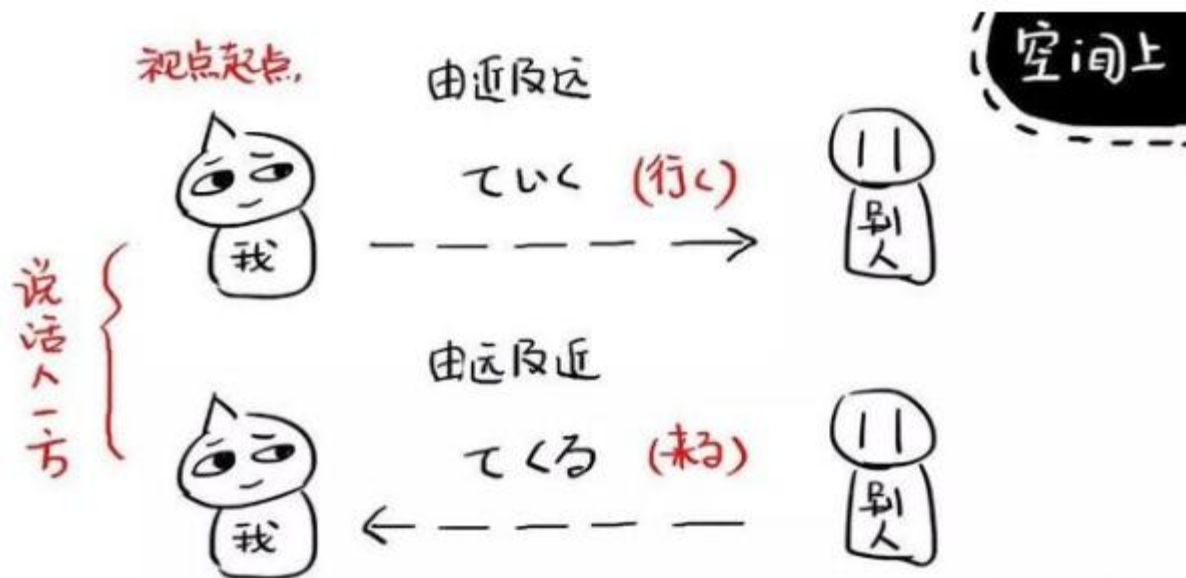 空间上
视点起点,
由近及远
ていく (行く)
我
别人
说话人一方
由远及近
てくる (来る)
我
别人